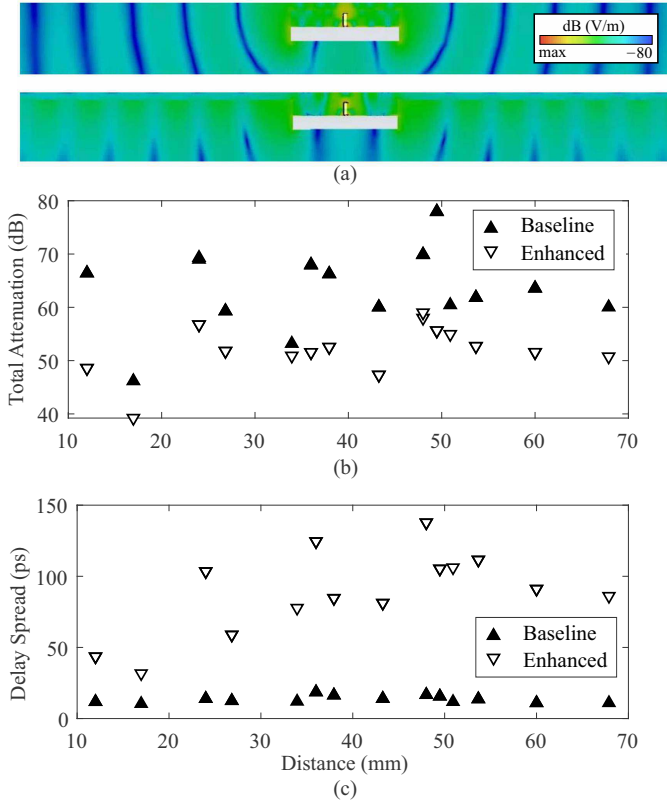 dB (V/m)
max −80
(a)
Total Attenuation (dB)
80
70
60
50
40
Baseline
Enhanced
10 20 30 40 50 60 70
(b)
Delay Spread (ps)
150
100
50
0
Baseline
Enhanced
10 20 30 40 50 60 70
Distance (mm)
(c)